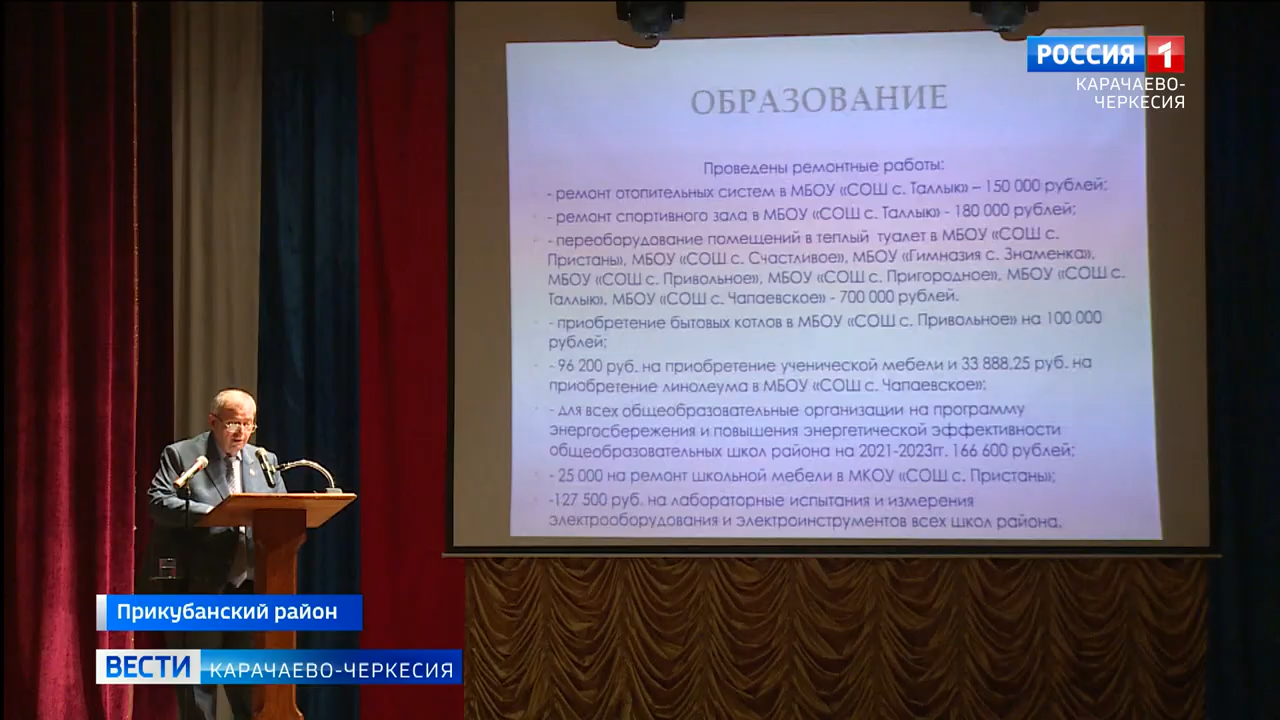 РОССИЯ 1
КАРАЧАЕВО-
ЧЕРКЕСИЯ
ОБРАЗОВАНИЕ
Проведены ремонтные работы:
- ремонт отопительных систем в МБОУ «СОШ с. Таллык» – 150 000 рублей;
- ремонт спортивного зала в МБОУ «СОШ с. Таллык» - 180 000 рублей;
- переоборудование помещений в теплый туалет в МБОУ «СОШ с.
Пристань», МБОУ «СОШ с. Счастливое», МБОУ «Гимназия с. Знаменка»,
МБОУ «СОШ с. Привольное», МБОУ «СОШ с. Пригородное», МБОУ «СОШ с.
Таллык», МБОУ «СОШ с. Чапаевское» - 700 000 рублей.
- приобретение бытовых котлов в МБОУ «СОШ с. Привольное» на 100 000
рублей;
- 96 200 руб. на приобретение ученической мебели и 33 888,25 руб. на
приобретение линолеума в МБОУ «СОШ с. Чапаевское»;
- для всех общеобразовательные организации на программу
энергосбережения и повышения энергетической эффективности
общеобразовательных школ района на 2021-2023гг. 166 600 рублей;
- 25 000 на ремонт школьной мебели в МКОУ «СОШ с. Пристань»;
-127 500 руб. на лабораторные испытания и измерения
электрооборудования и электроинструментов всех школ района.
Прикубанский район
ВЕСТИ КАРАЧАЕВО-ЧЕРКЕСИЯ